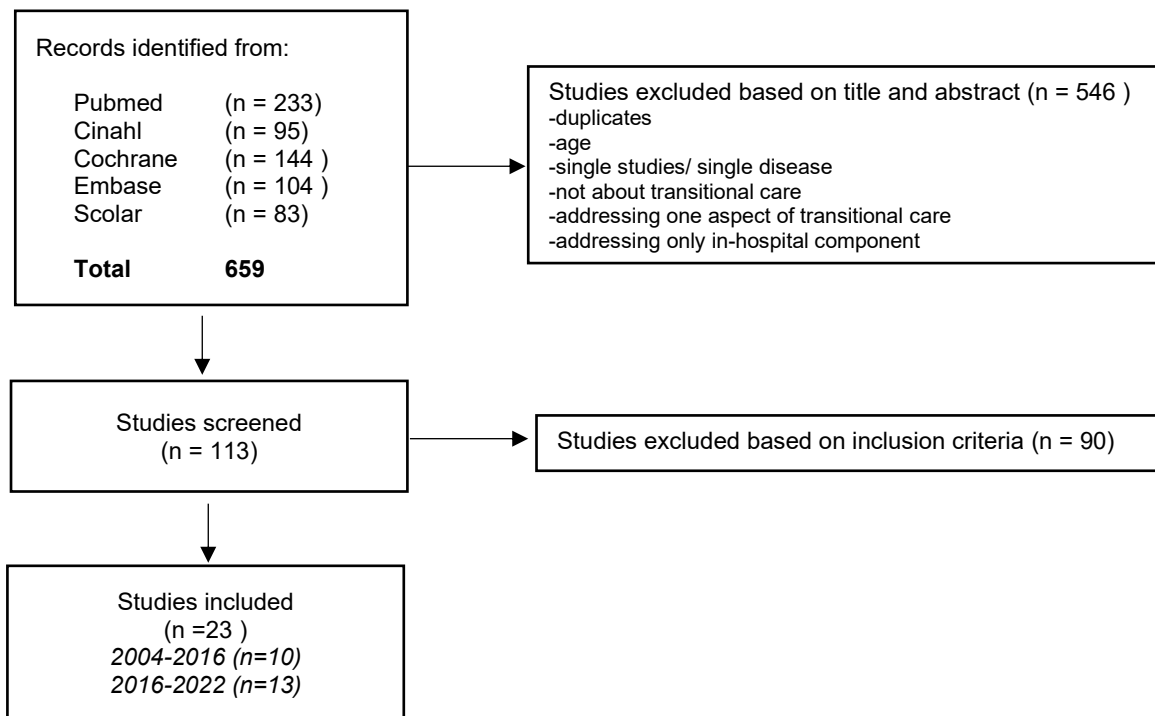 Records identified from:
Pubmed (n = 233)
Cinahl (n = 95)
Cochrane (n = 144 )
Embase (n = 104 )
Scolar (n = 83)
Total 659
Studies excluded based on title and abstract (n = 546 )
-duplicates
-age
-single studies/ single disease
-not about transitional care
-addressing one aspect of transitional care
-addressing only in-hospital component
Studies screened
(n = 113)
Studies excluded based on inclusion criteria (n = 90)
Studies included
(n =23 )
2004-2016 (n=10)
2016-2022 (n=13)